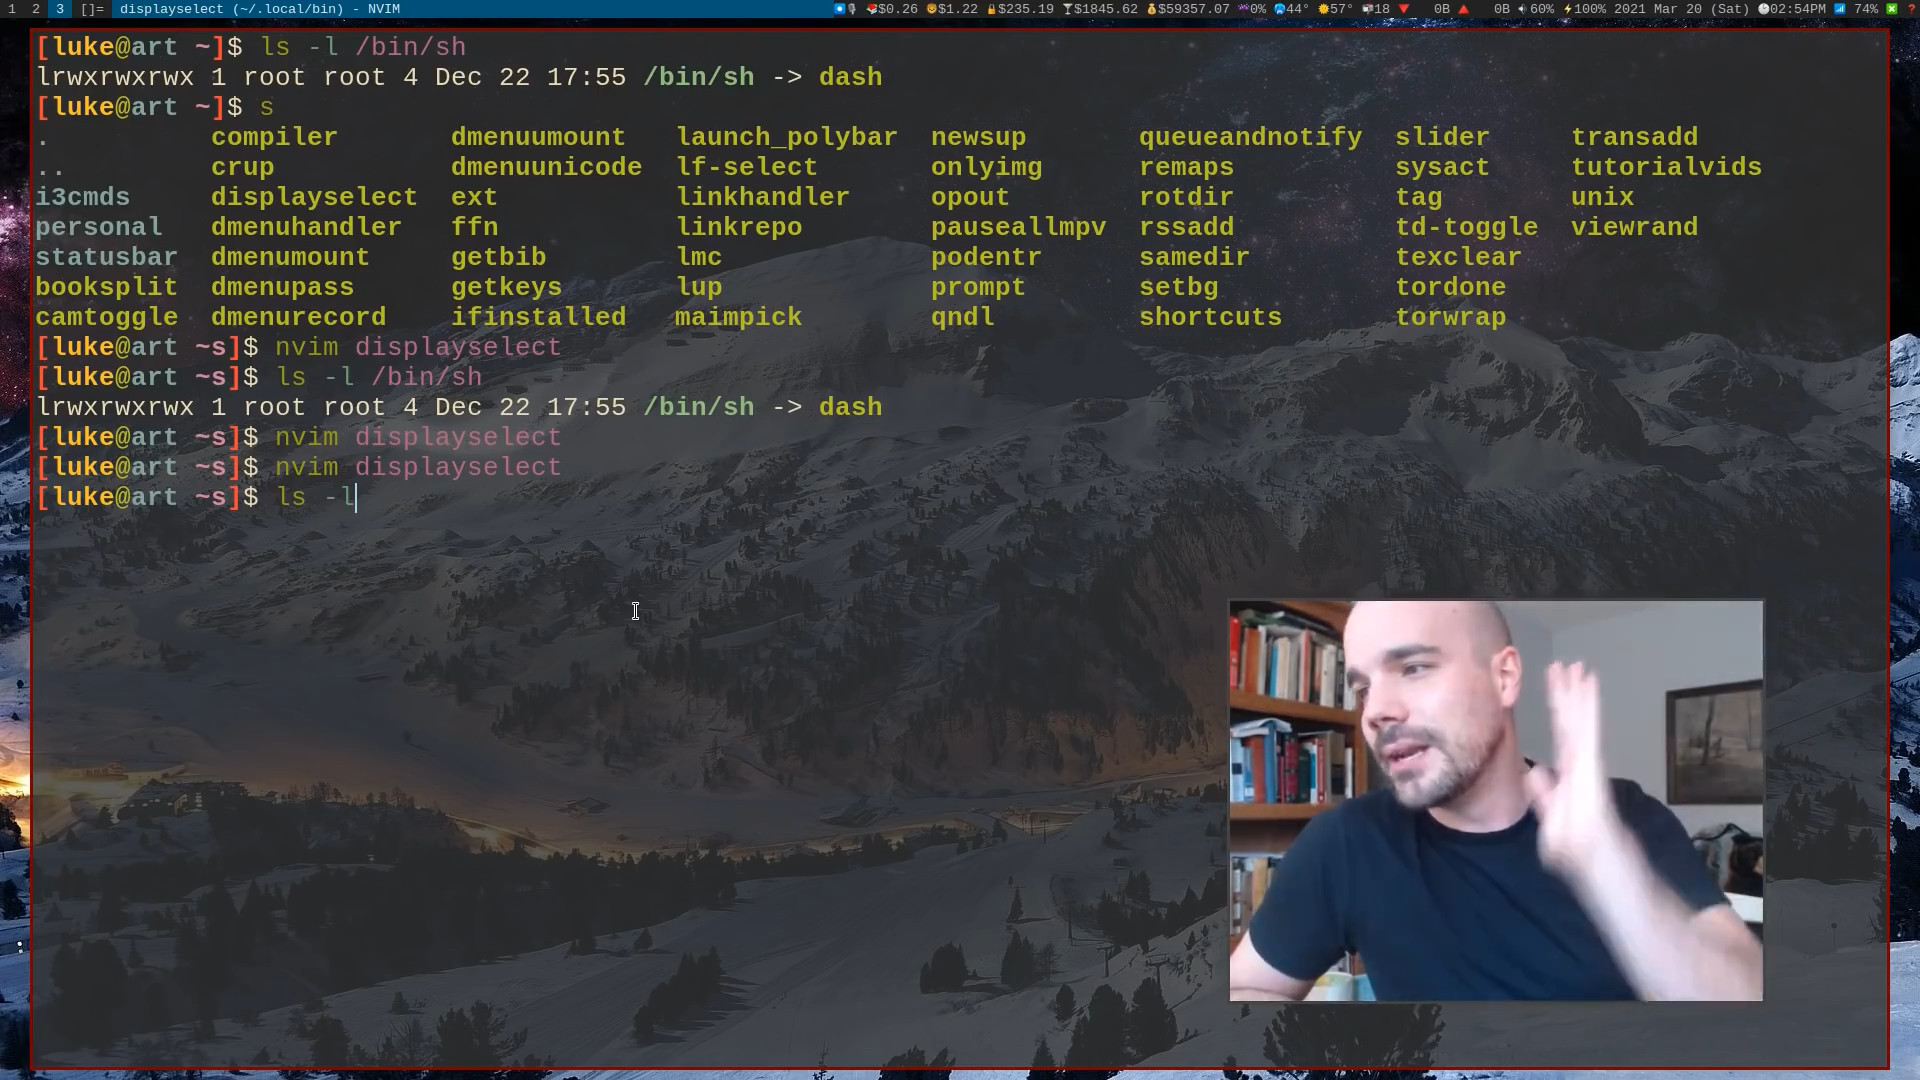 1 2 3 []= displayselect (~/.local/bin) - NVIM $0.26 $1.22 $235.19 $1845.62 $59357.07 0% 44° 57° 18 0B 0B 60% 100% 2021 Mar 20 (Sat) 02:54PM 74% ?
[luke@art ~]$ ls -l /bin/sh
lrwxrwxrwx 1 root root 4 Dec 22 17:55 /bin/sh -> dash
[luke@art ~]$ s
. compiler dmenuumount launch_polybar newsup queueandnotify slider transadd
.. crup dmenuunicode lf-select onlyimg remaps sysact tutorialvids
i3cmds displayselect ext linkhandler opout rotdir tag unix
personal dmenuhandler ffn linkrepo pauseallmpv rssadd td-toggle viewrand
statusbar dmenumount getbib lmc podentr samedir texclear
booksplit dmenupass getkeys lup prompt setbg tordone
camtoggle dmenurecord ifinstalled maimpick qndl shortcuts torwrap
[luke@art ~s]$ nvim displayselect
[luke@art ~s]$ ls -l /bin/sh
lrwxrwxrwx 1 root root 4 Dec 22 17:55 /bin/sh -> dash
[luke@art ~s]$ nvim displayselect
[luke@art ~s]$ nvim displayselect
[luke@art ~s]$ ls -l